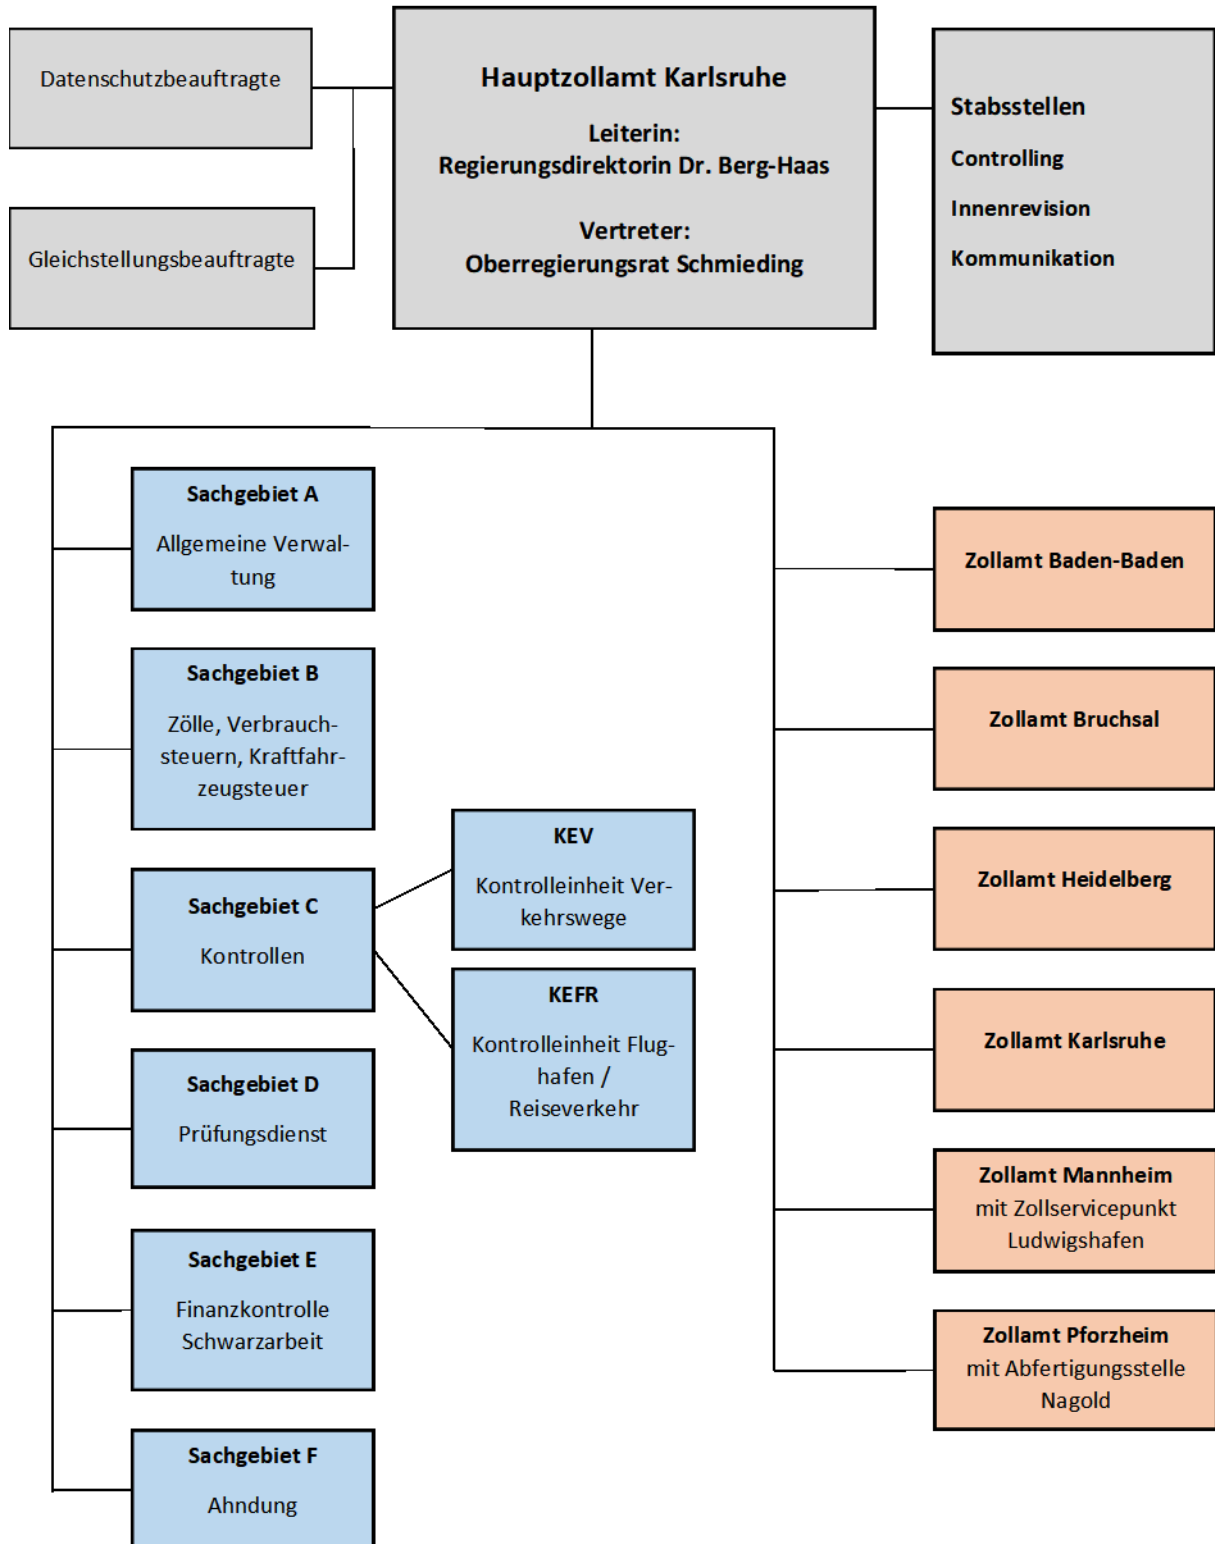 Datenschutzbeauftragte
Gleichstellungsbeauftragte
Hauptzollamt Karlsruhe
Leiterin:
Regierungsdirektorin Dr. Berg-Haas
Vertreter:
Oberregierungsrat Schmieding
Stabsstellen
Controlling
Innenrevision
Kommunikation
Sachgebiet A
Allgemeine Verwal-
tung
Sachgebiet B
Zölle, Verbrauch-
steuern, Kraftfahr-
zeugsteuer
Sachgebiet C
Kontrollen
KEV
Kontrolleinheit Ver-
kehrswege
KEFR
Kontrolleinheit Flug-
hafen /
Reiseverkehr
Sachgebiet D
Prüfungsdienst
Sachgebiet E
Finanzkontrolle
Schwarzarbeit
Sachgebiet F
Ahndung
Zollamt Baden-Baden
Zollamt Bruchsal
Zollamt Heidelberg
Zollamt Karlsruhe
Zollamt Mannheim
mit Zollservicepunkt
Ludwigshafen
Zollamt Pforzheim
mit Abfertigungsstelle
Nagold